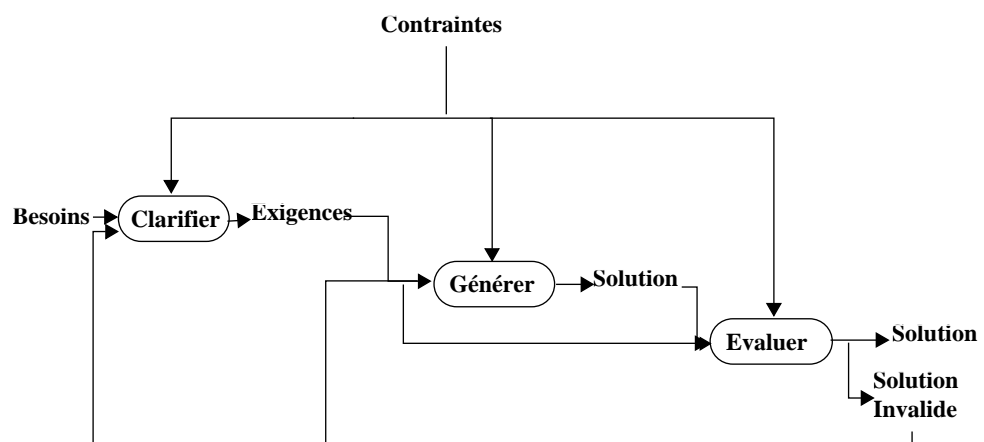 Contraintes
Besoins
Clarifier
Exigences
Générer
Solution
Evaluer
Solution
Solution
Invalide